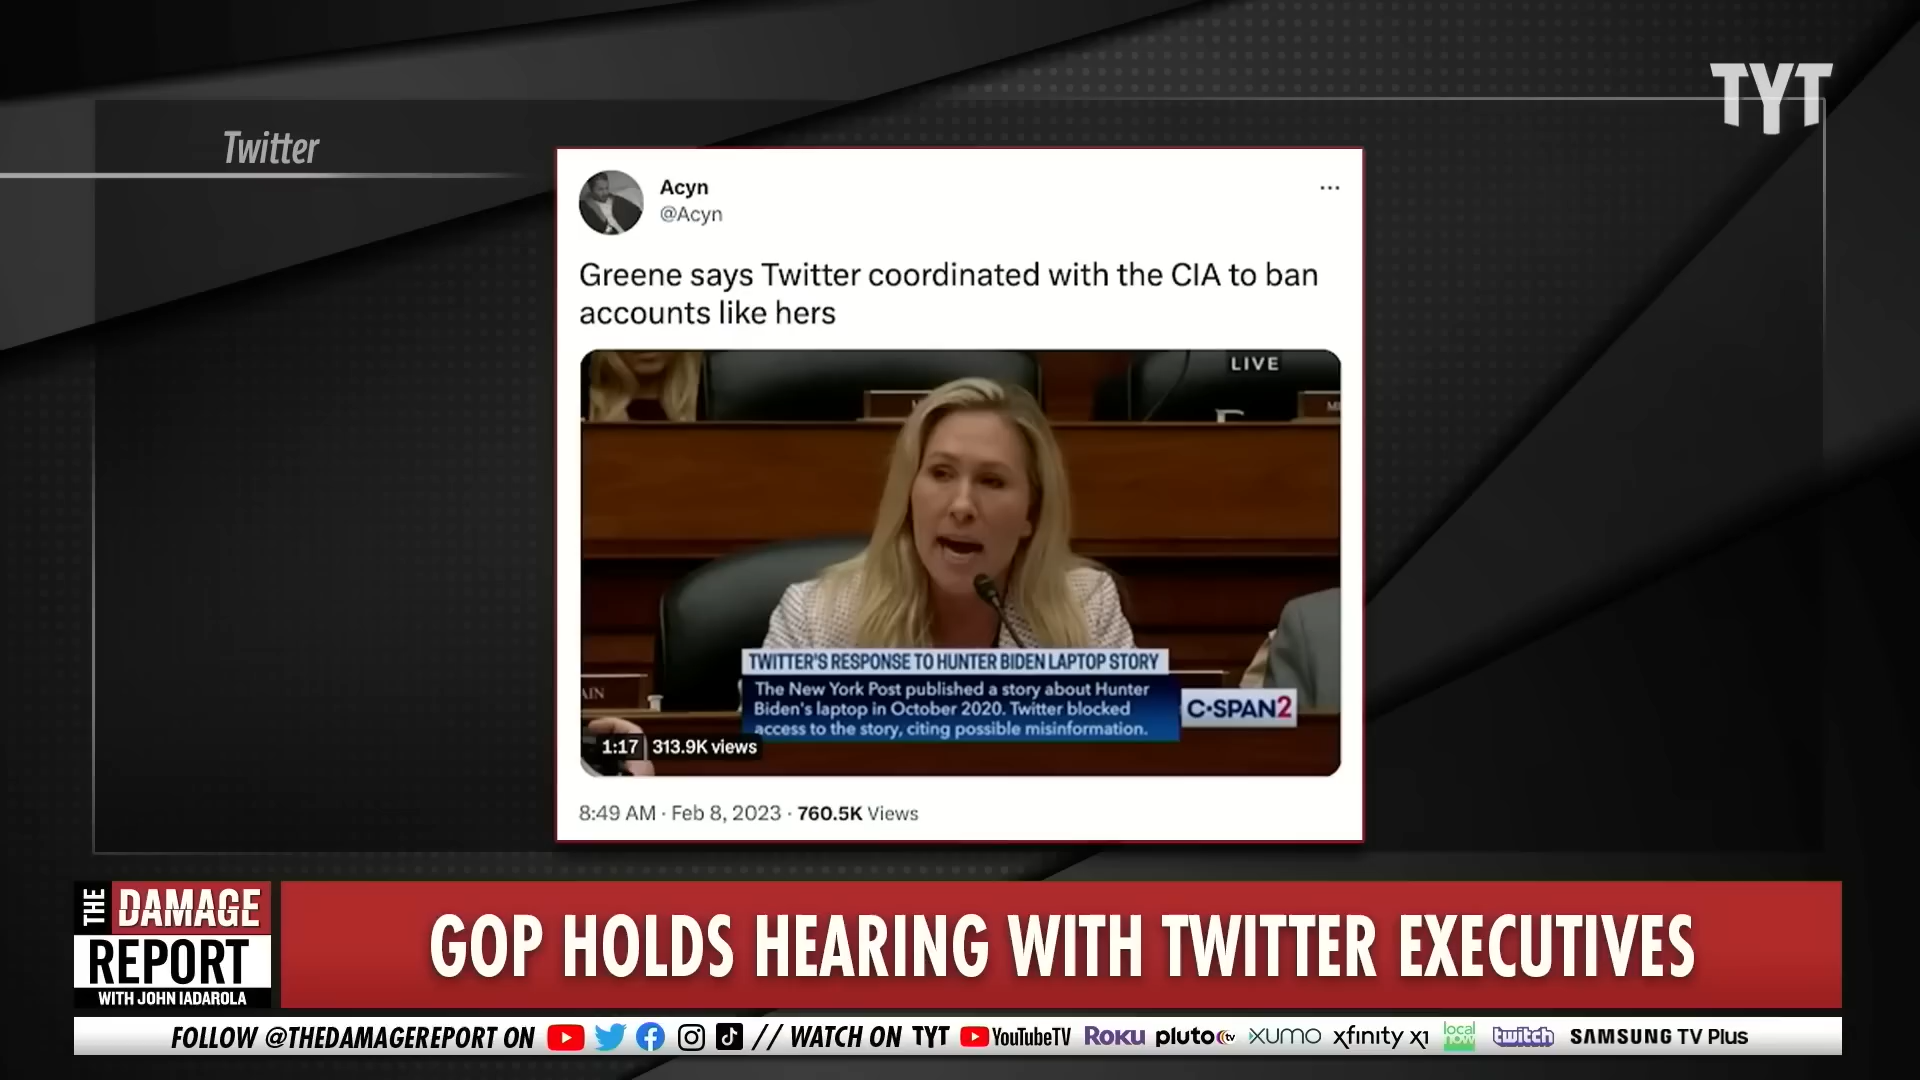 TYT
Twitter
Acyn
@Acyn
Greene says Twitter coordinated with the CIA to ban
accounts like hers
LIVE
AIN
TWITTER'S RESPONSE TO HUNTER BIDEN LAPTOP STORY
The New York Post published a story about Hunter
Biden's laptop in October 2020. Twitter blocked
access to the story, citing possible misinformation.
C-SPAN2
1:17 313.9K views
8:49 AM · Feb 8, 2023 · 760.5K Views
THE DAMAGE
REPORT
WITH JOHN IADAROLA
GOP HOLDS HEARING WITH TWITTER EXECUTIVES
FOLLOW @THEDAMAGEREPORT ON // WATCH ON TYT YouTubeTV ROKU pluto tv XUMO xfinity x1 local now twitch SAMSUNG TV Plus